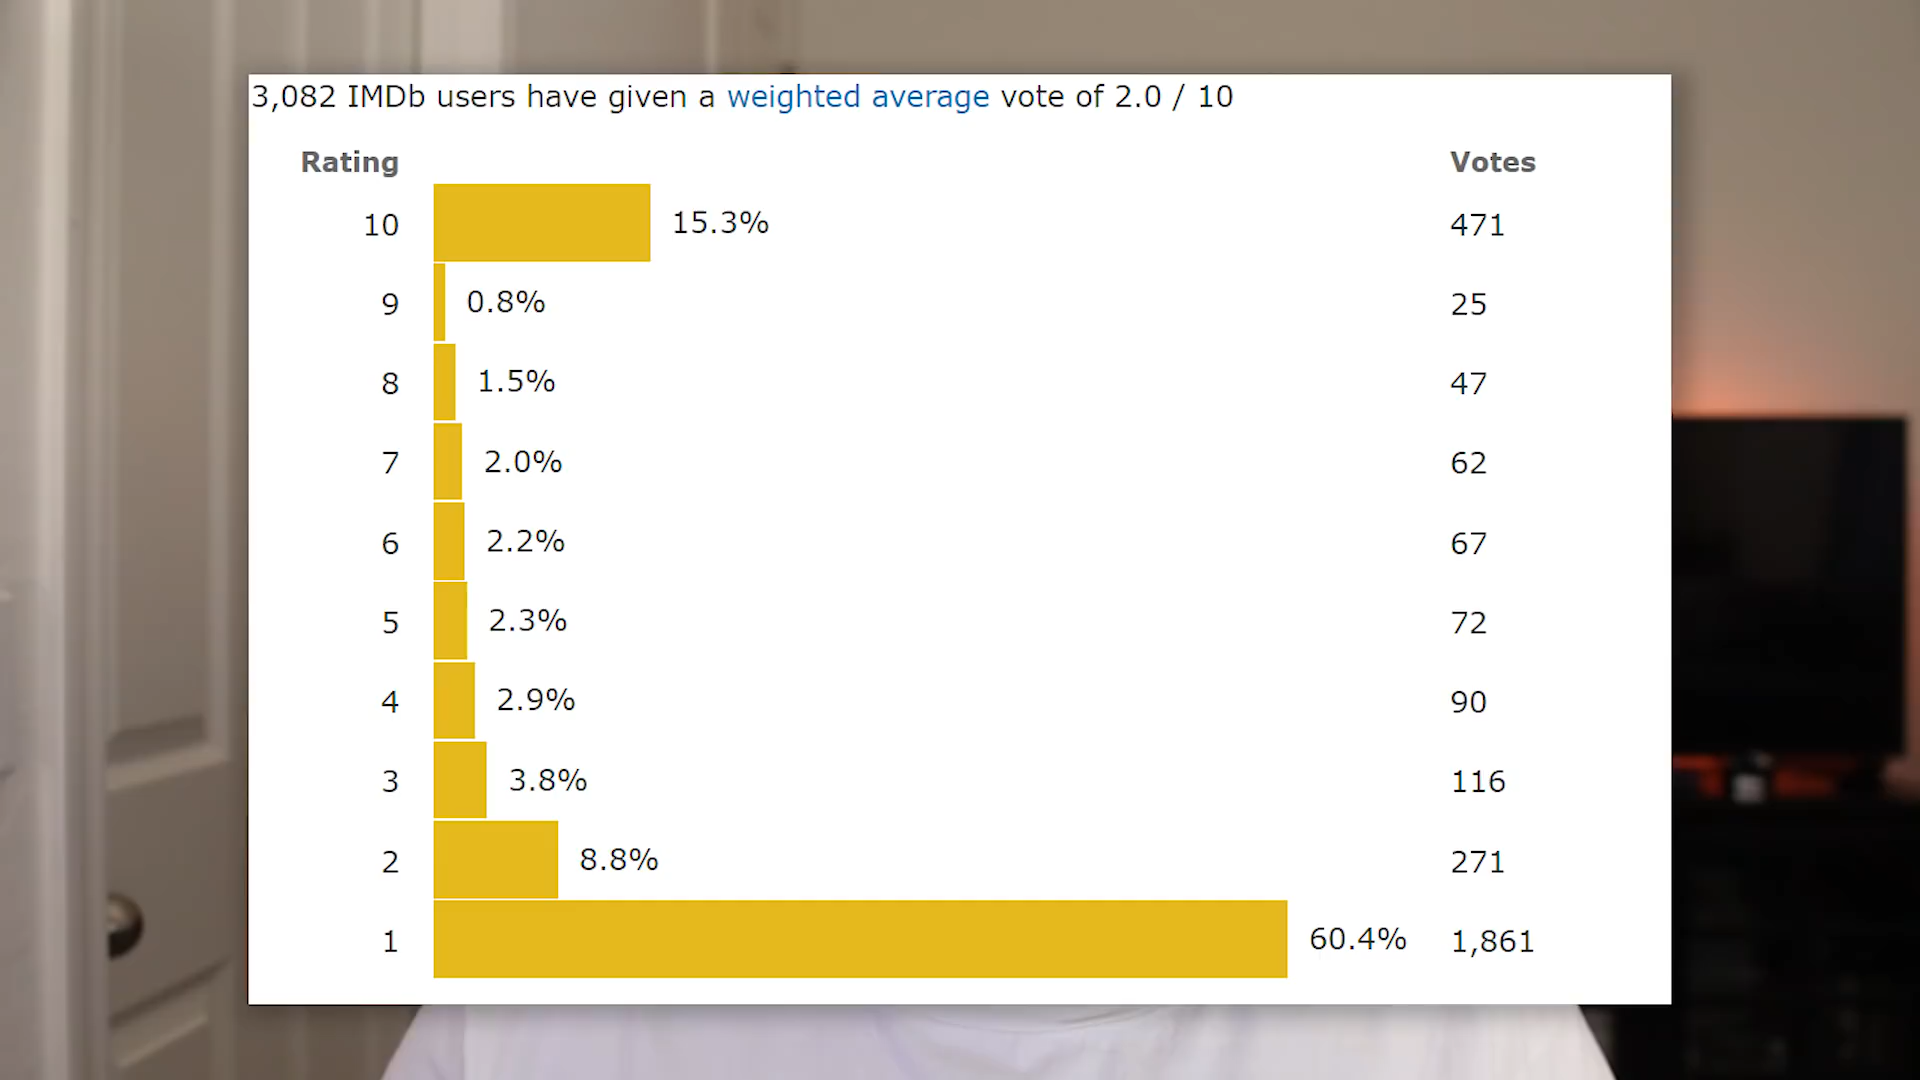 3,082 IMDb users have given a weighted average vote of 2.0 / 10
Rating Votes
10 15.3% 471
9 0.8% 25
8 1.5% 47
7 2.0% 62
6 2.2% 67
5 2.3% 72
4 2.9% 90
3 3.8% 116
2 8.8% 271
1 60.4% 1,861